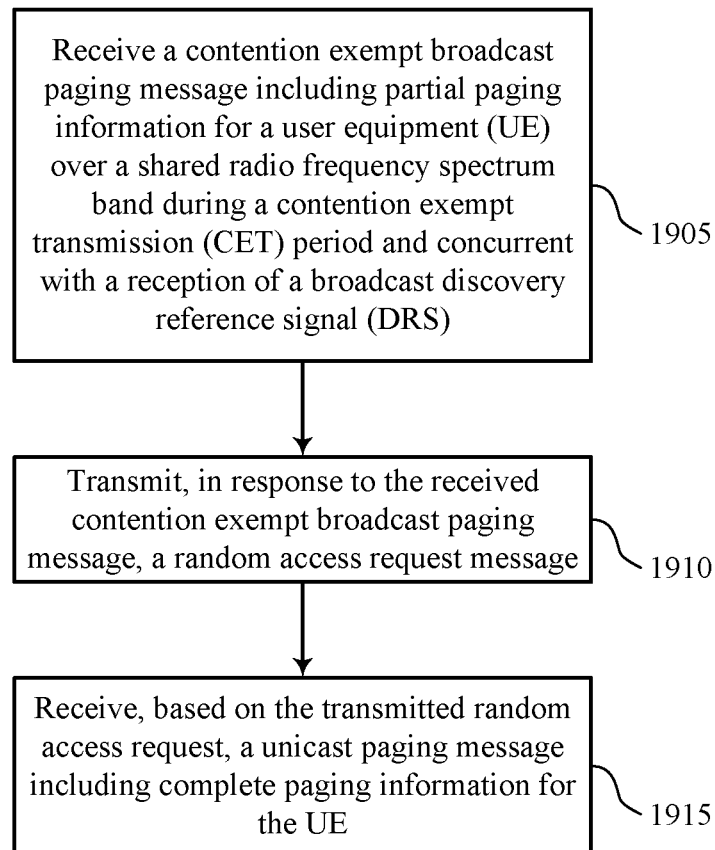 Receive a contention exempt broadcast
paging message including partial paging
information for a user equipment (UE)
over a shared radio frequency spectrum
band during a contention exempt
transmission (CET) period and concurrent
with a reception of a broadcast discovery
reference signal (DRS)
1905
Transmit, in response to the received
contention exempt broadcast paging
message, a random access request message
1910
Receive, based on the transmitted random
access request, a unicast paging message
including complete paging information for
the UE
1915